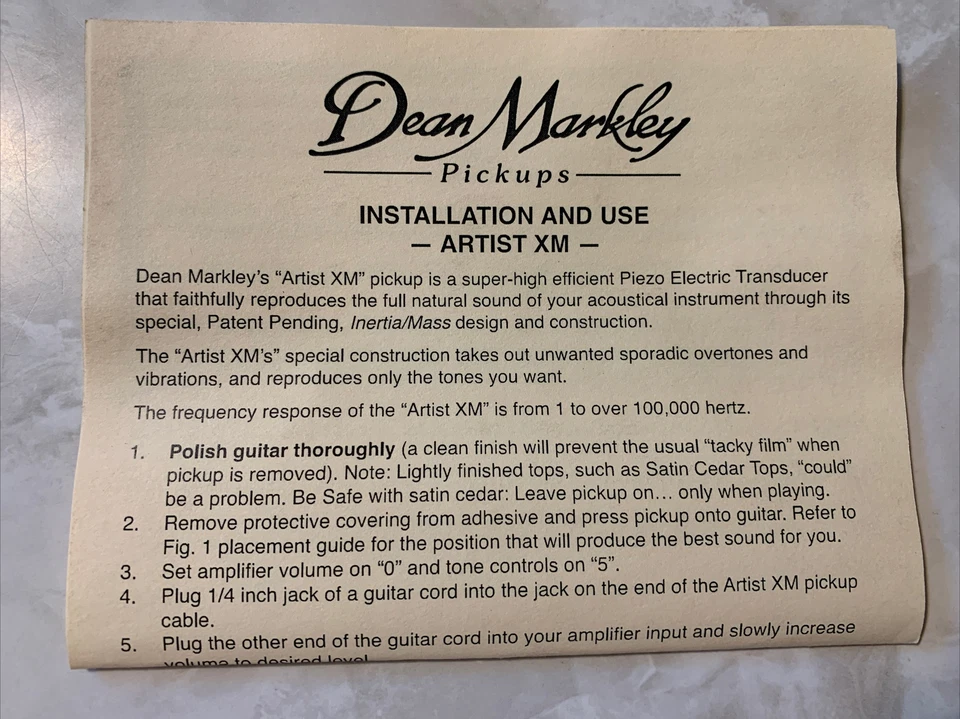 Dean Markley
Pickups
INSTALLATION AND USE
— ARTIST XM —
Dean Markley's "Artist XM" pickup is a super-high efficient Piezo Electric Transducer
that faithfully reproduces the full natural sound of your acoustical instrument through its
special, Patent Pending, Inertia/Mass design and construction.
The "Artist XM's" special construction takes out unwanted sporadic overtones and
vibrations, and reproduces only the tones you want.
The frequency response of the "Artist XM" is from 1 to over 100,000 hertz.
1. Polish guitar thoroughly (a clean finish will prevent the usual "tacky film" when
pickup is removed). Note: Lightly finished tops, such as Satin Cedar Tops, "could"
be a problem. Be Safe with satin cedar: Leave pickup on... only when playing.
2. Remove protective covering from adhesive and press pickup onto guitar. Refer to
Fig. 1 placement guide for the position that will produce the best sound for you.
3. Set amplifier volume on "0" and tone controls on "5".
4. Plug 1/4 inch jack of a guitar cord into the jack on the end of the Artist XM pickup
cable.
5. Plug the other end of the guitar cord into your amplifier input and slowly increase
volume to desired level